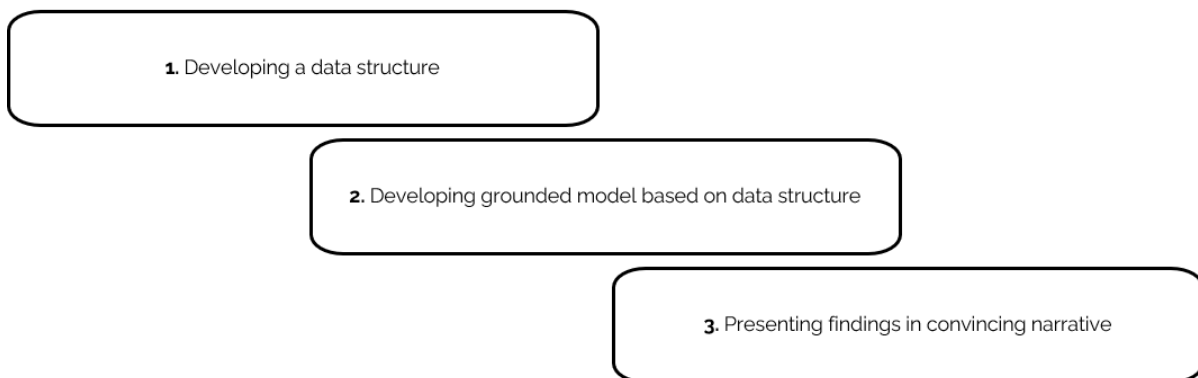 1. Developing a data structure
2. Developing grounded model based on data structure
3. Presenting findings in convincing narrative